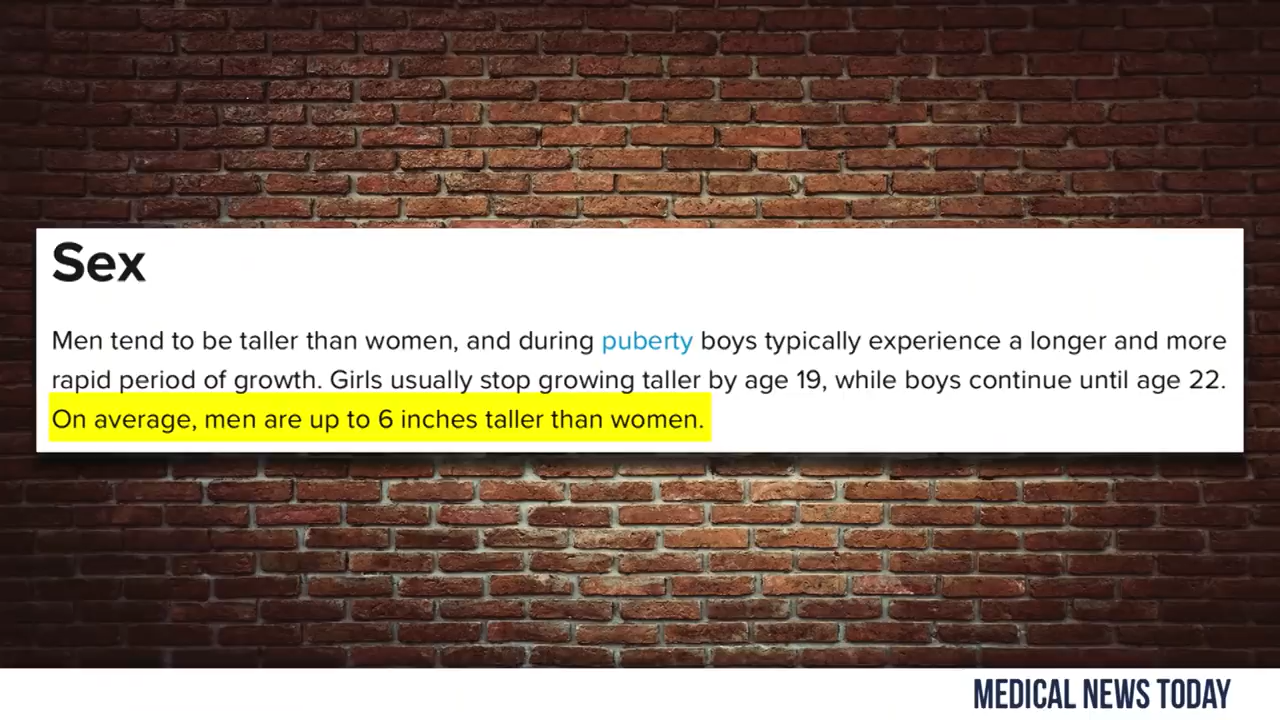 Sex
Men tend to be taller than women, and during puberty boys typically experience a longer and more
rapid period of growth. Girls usually stop growing taller by age 19, while boys continue until age 22.
On average, men are up to 6 inches taller than women.
MEDICAL NEWS TODAY